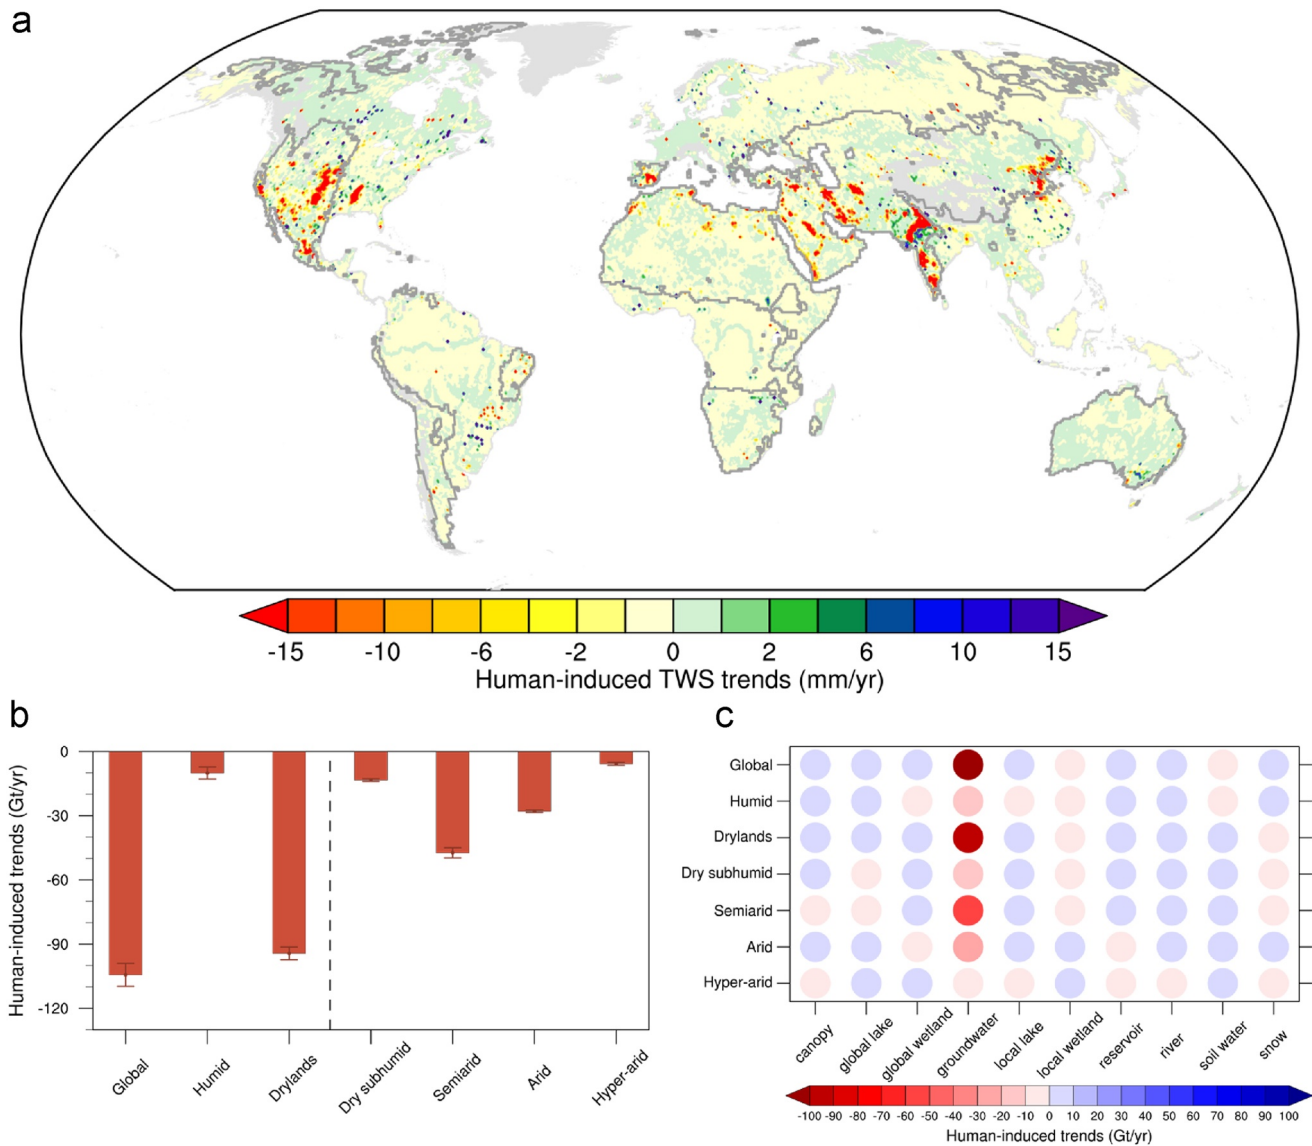 a
-15 -10 -6 -2 0 2 6 10 15
Human-induced TWS trends (mm/yr)
b
Human-induced trends (Gt/yr)
0
-30
-60
-90
-120
Global
Humid
Drylands
Dry subhumid
Semiarid
Arid
Hyper-arid
c
Global
Humid
Drylands
Dry subhumid
Semiarid
Arid
Hyper-arid
canopy
global lake
global wetland
groundwater
local lake
local wetland
reservoir
river
soil water
snow
-100 -90 -80 -70 -60 -50 -40 -30 -20 -10 0 10 20 30 40 50 60 70 80 90 100
Human-induced trends (Gt/yr)